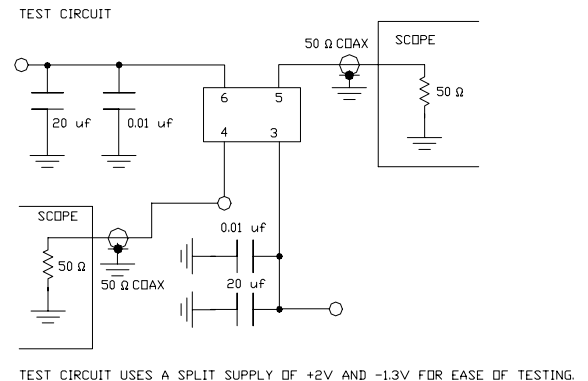 TEST CIRCUIT
50 Ω COAX
SCOPE
6 5
50 Ω
20 uf 0.01 uf
4 3
SCOPE
0.01 uf
50 Ω
50 Ω COAX
20 uf
TEST CIRCUIT USES A SPLIT SUPPLY OF +2V AND -1.3V FOR EASE OF TESTING.